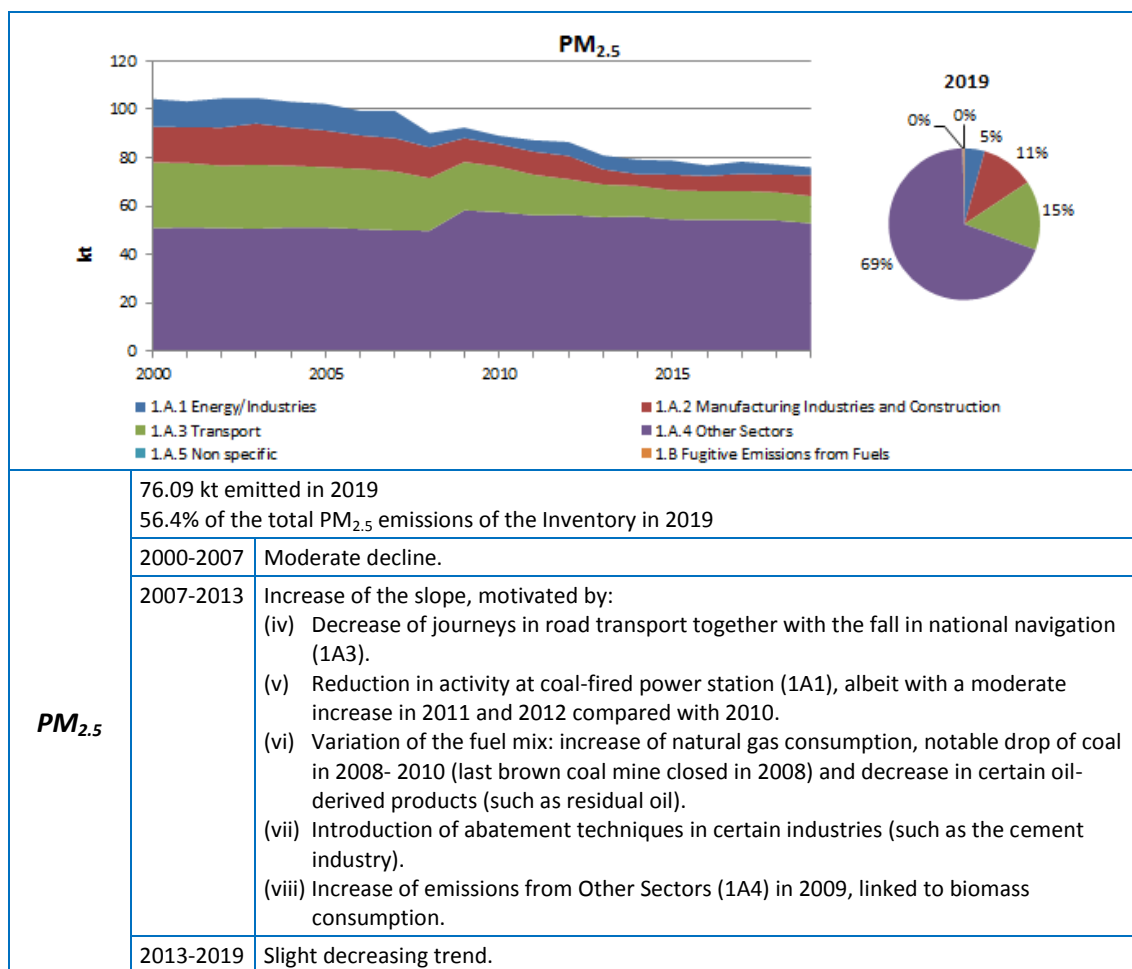 PM2.5
120
100
80
60
40
20
0
kt
2000
2005
2010
2015
2019
0%
0%
5%
11%
15%
69%
1.A.1 Energy/Industries
1.A.2 Manufacturing Industries and Construction
1.A.3 Transport
1.A.4 Other Sectors
1.A.5 Non specific
1.B Fugitive Emissions from Fuels
PM2.5
76.09 kt emitted in 2019
56.4% of the total PM2.5 emissions of the Inventory in 2019
2000-2007 Moderate decline.
2007-2013 Increase of the slope, motivated by:
(iv) Decrease of journeys in road transport together with the fall in national navigation
(1A3).
(v) Reduction in activity at coal-fired power station (1A1), albeit with a moderate
increase in 2011 and 2012 compared with 2010.
(vi) Variation of the fuel mix: increase of natural gas consumption, notable drop of coal
in 2008- 2010 (last brown coal mine closed in 2008) and decrease in certain oil-
derived products (such as residual oil).
(vii) Introduction of abatement techniques in certain industries (such as the cement
industry).
(viii) Increase of emissions from Other Sectors (1A4) in 2009, linked to biomass
consumption.
2013-2019 Slight decreasing trend.